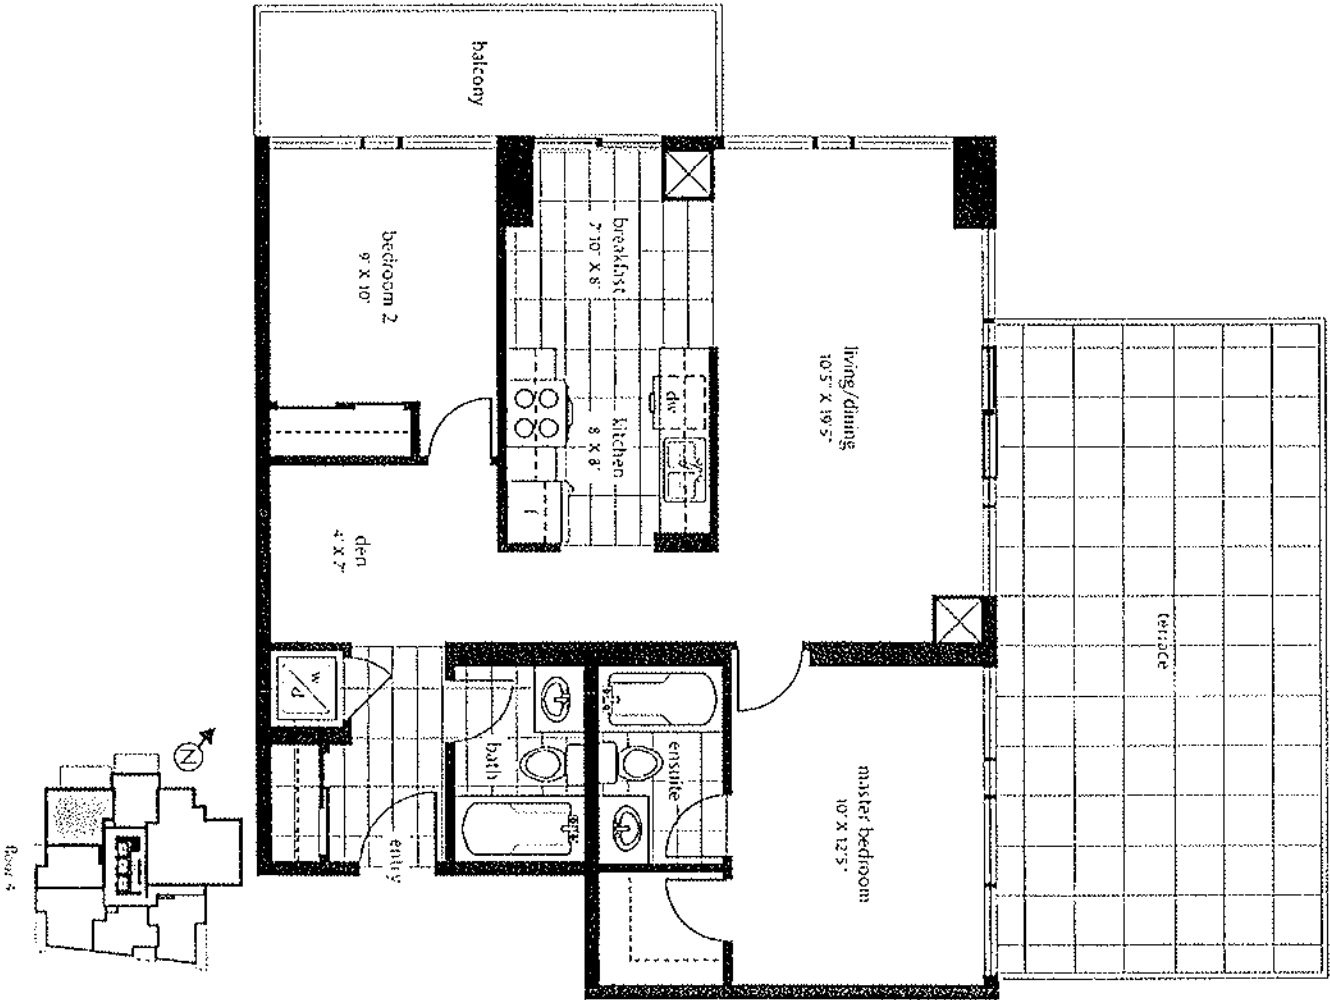 balcony
bedroom 2
9' X 10'
breakfast
7'10" X 8'
kitchen
8' X 8'
dw
f
living/dining
10'5" X 19'5"
den
4' X 7'
terrace
w/d
bath
ensuite
master bedroom
10' X 12'5"
entry
N
floor 4